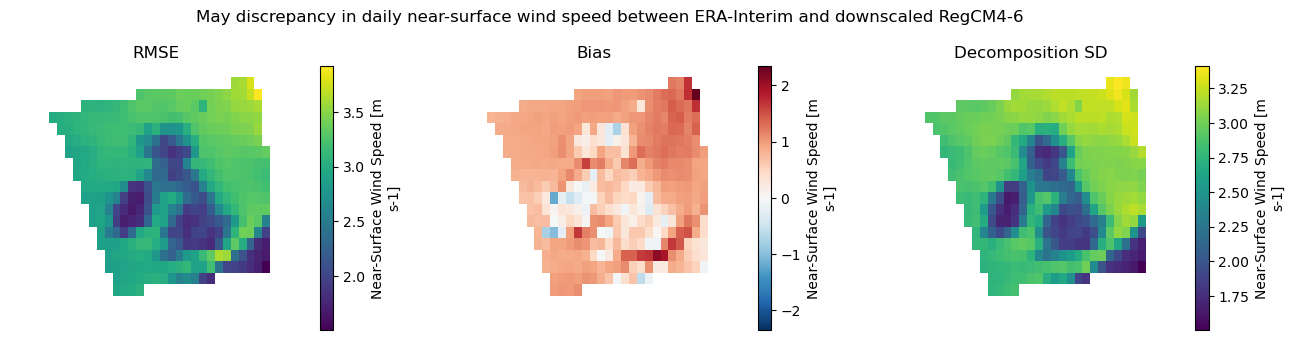 May discrepancy in daily near-surface wind speed between ERA-Interim and downscaled RegCM4-6
RMSE
3.5
3.0
2.5
2.0
Near-Surface Wind Speed [m
s-1]
Bias
2
1
0
−1
−2
Near-Surface Wind Speed [m
s-1]
Decomposition SD
3.25
3.00
2.75
2.50
2.25
2.00
1.75
Near-Surface Wind Speed [m
s-1]